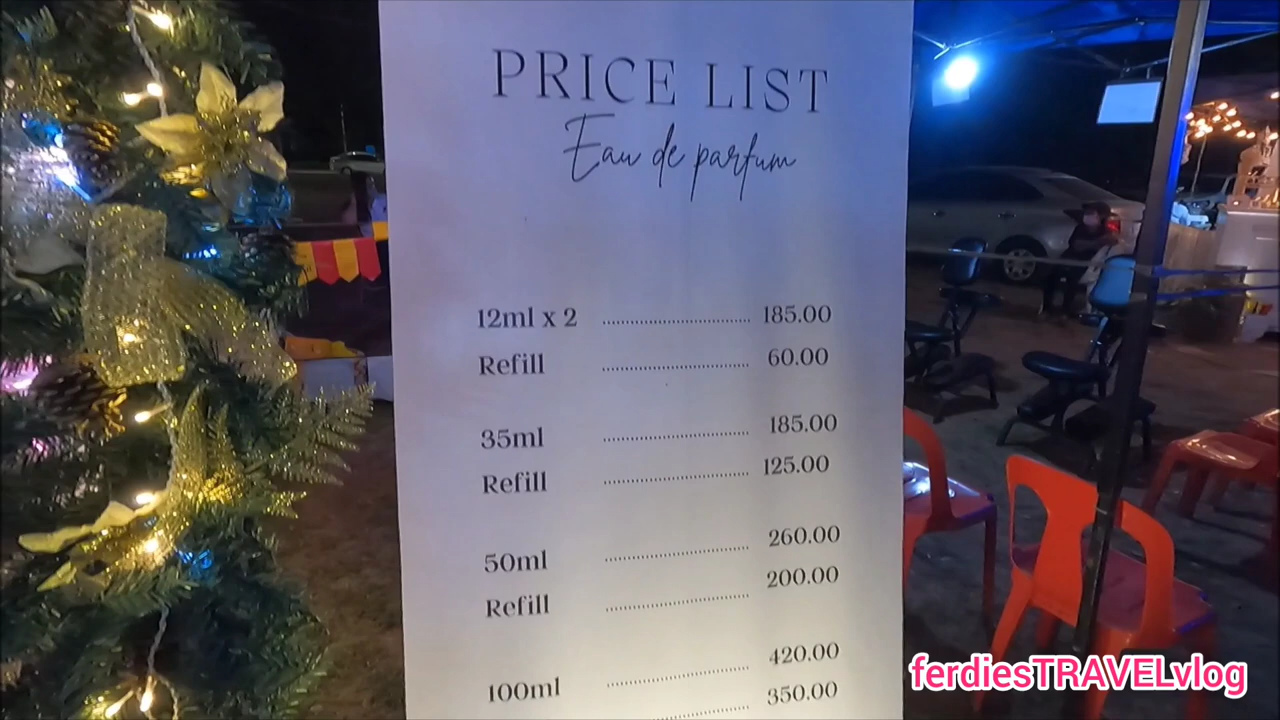 PRICE LIST
Eau de parfum
12ml x 2 ........................ 185.00
Refill ........................ 60.00
35ml ........................ 185.00
Refill ........................ 125.00
50ml ........................ 260.00
Refill ........................ 200.00
100ml ........................ 420.00
350.00
ferdiesTRAVELvlog